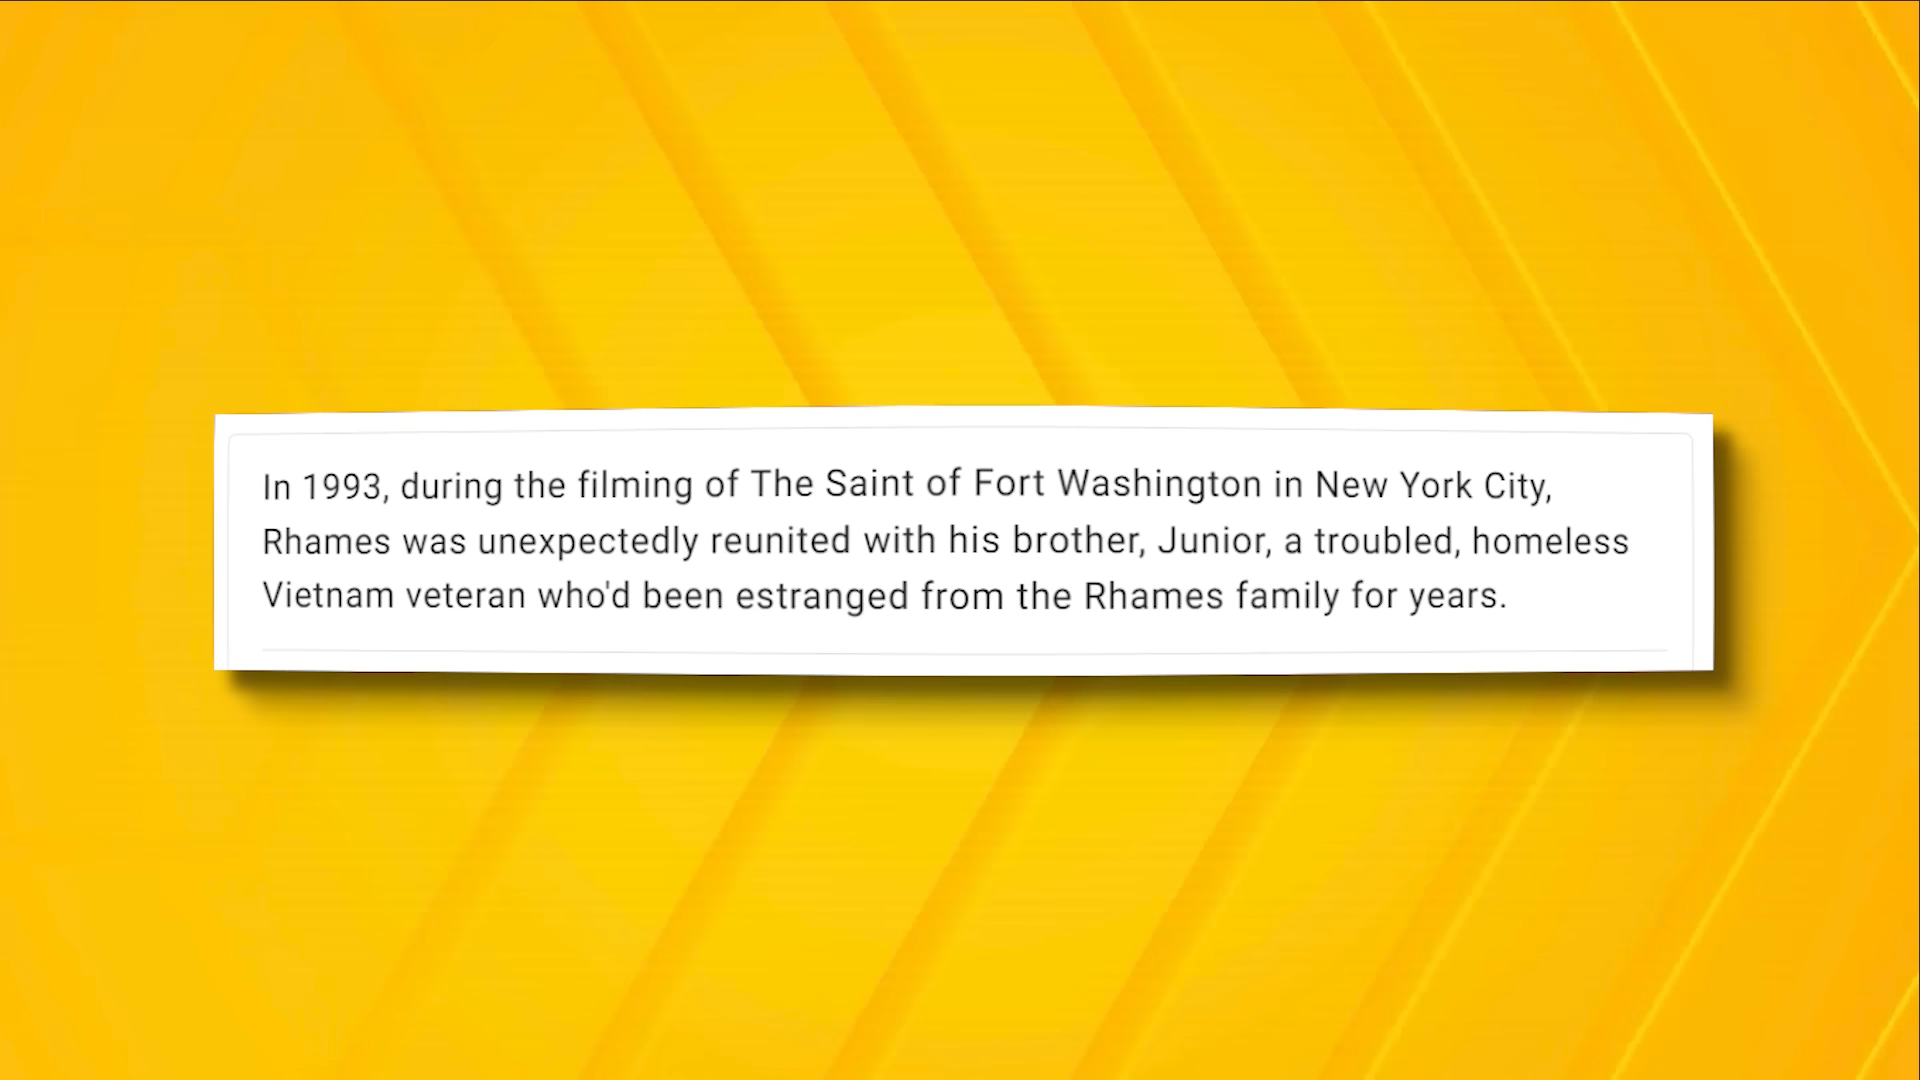 In 1993, during the filming of The Saint of Fort Washington in New York City,
Rhames was unexpectedly reunited with his brother, Junior, a troubled, homeless
Vietnam veteran who'd been estranged from the Rhames family for years.